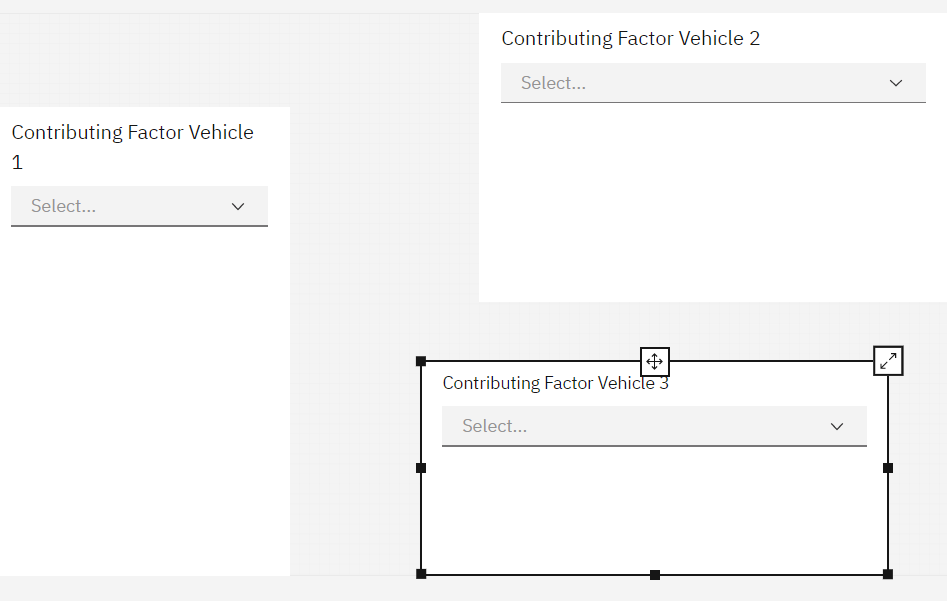 Contributing Factor Vehicle 2
Select...
Contributing Factor Vehicle
1
Select...
Contributing Factor Vehicle 3
Select...